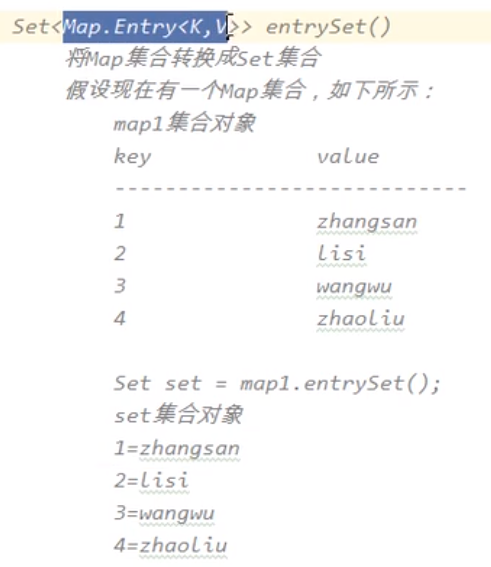 Set<Map.Entry<K,V>> entrySet()
将Map集合转换成Set集合
假设现在有一个Map集合，如下所示：
map1集合对象
key value
----------------------------
1 zhangsan
2 lisi
3 wangwu
4 zhaoliu
Set set = map1.entrySet();
set集合对象
1=zhangsan
2=lisi
3=wangwu
4=zhaoliu